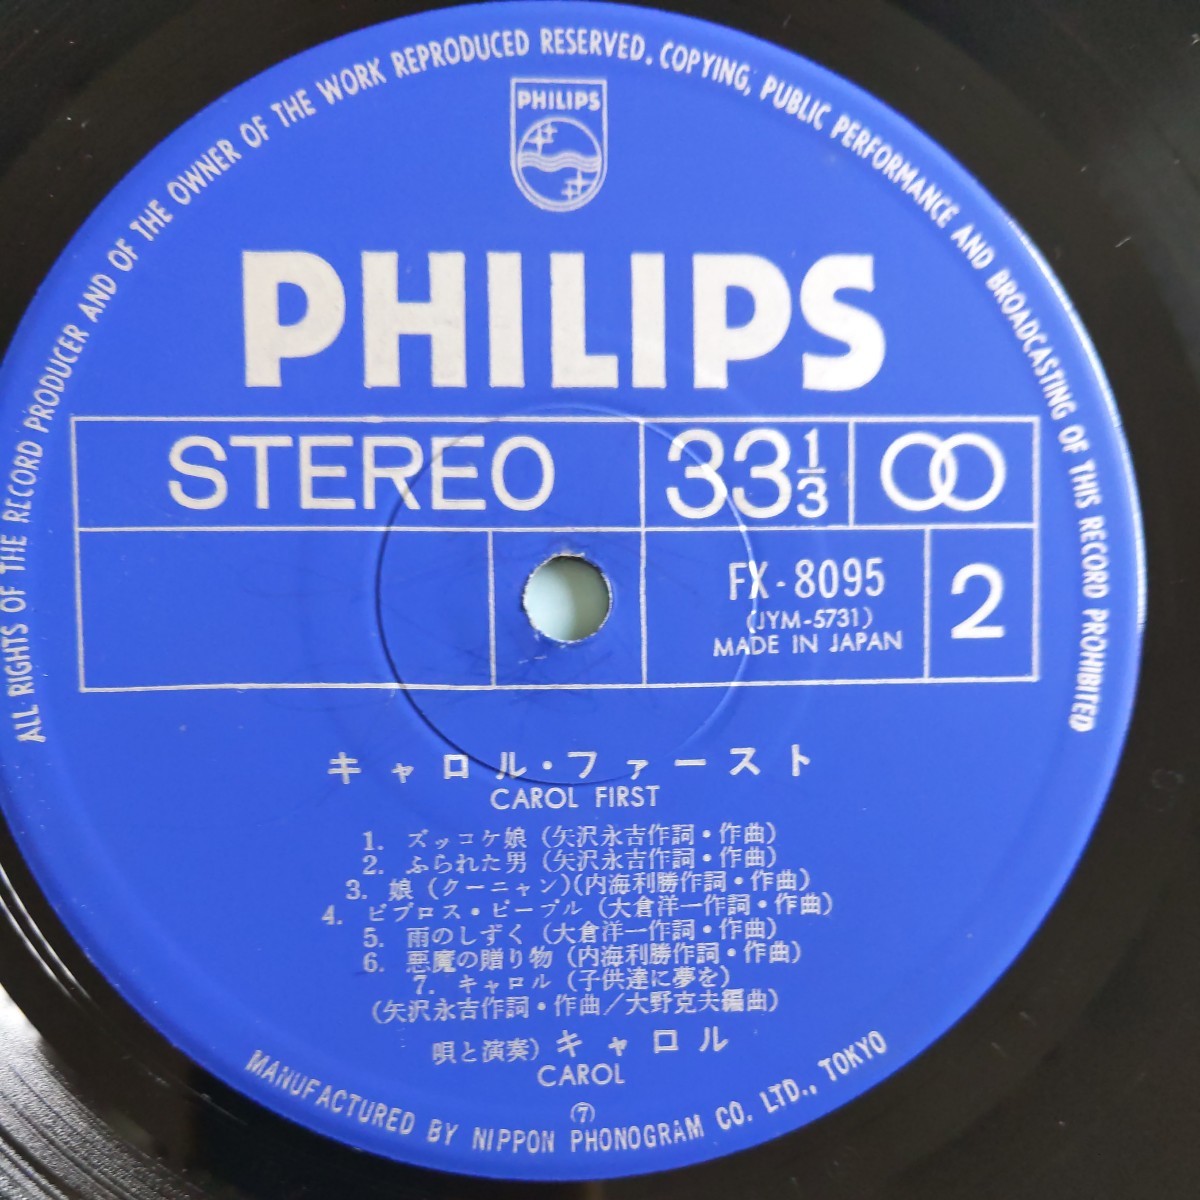 ALL RIGHTS OF THE RECORD PRODUCER AND OF THE OWNER OF THE WORK REPRODUCED RESERVED. COPYING, PUBLIC PERFORMANCE AND BROADCASTING OF THIS RECORD PROHIBITED
PHILIPS
PHILIPS
STEREO 33 1/3
FX-8095
(JYM-5731)
MADE IN JAPAN
2
キャロル・ファースト
CAROL FIRST
1. ズッコケ娘（矢沢永吉作詞・作曲）
2. ふられた男（矢沢永吉作詞・作曲）
3. 娘（クーニャン）（内海利勝作詞・作曲）
4. ビブロス・ピープル（大倉洋一作詞・作曲）
5. 雨のしずく（大倉洋一作詞・作曲）
6. 悪魔の贈り物（内海利勝作詞・作曲）
7. キャロル（子供達に夢を）
（矢沢永吉作詞・作曲／大野克夫編曲）
唄と演奏）キャロル
CAROL
⑦
MANUFACTURED BY NIPPON PHONOGRAM CO. LTD., TOKYO